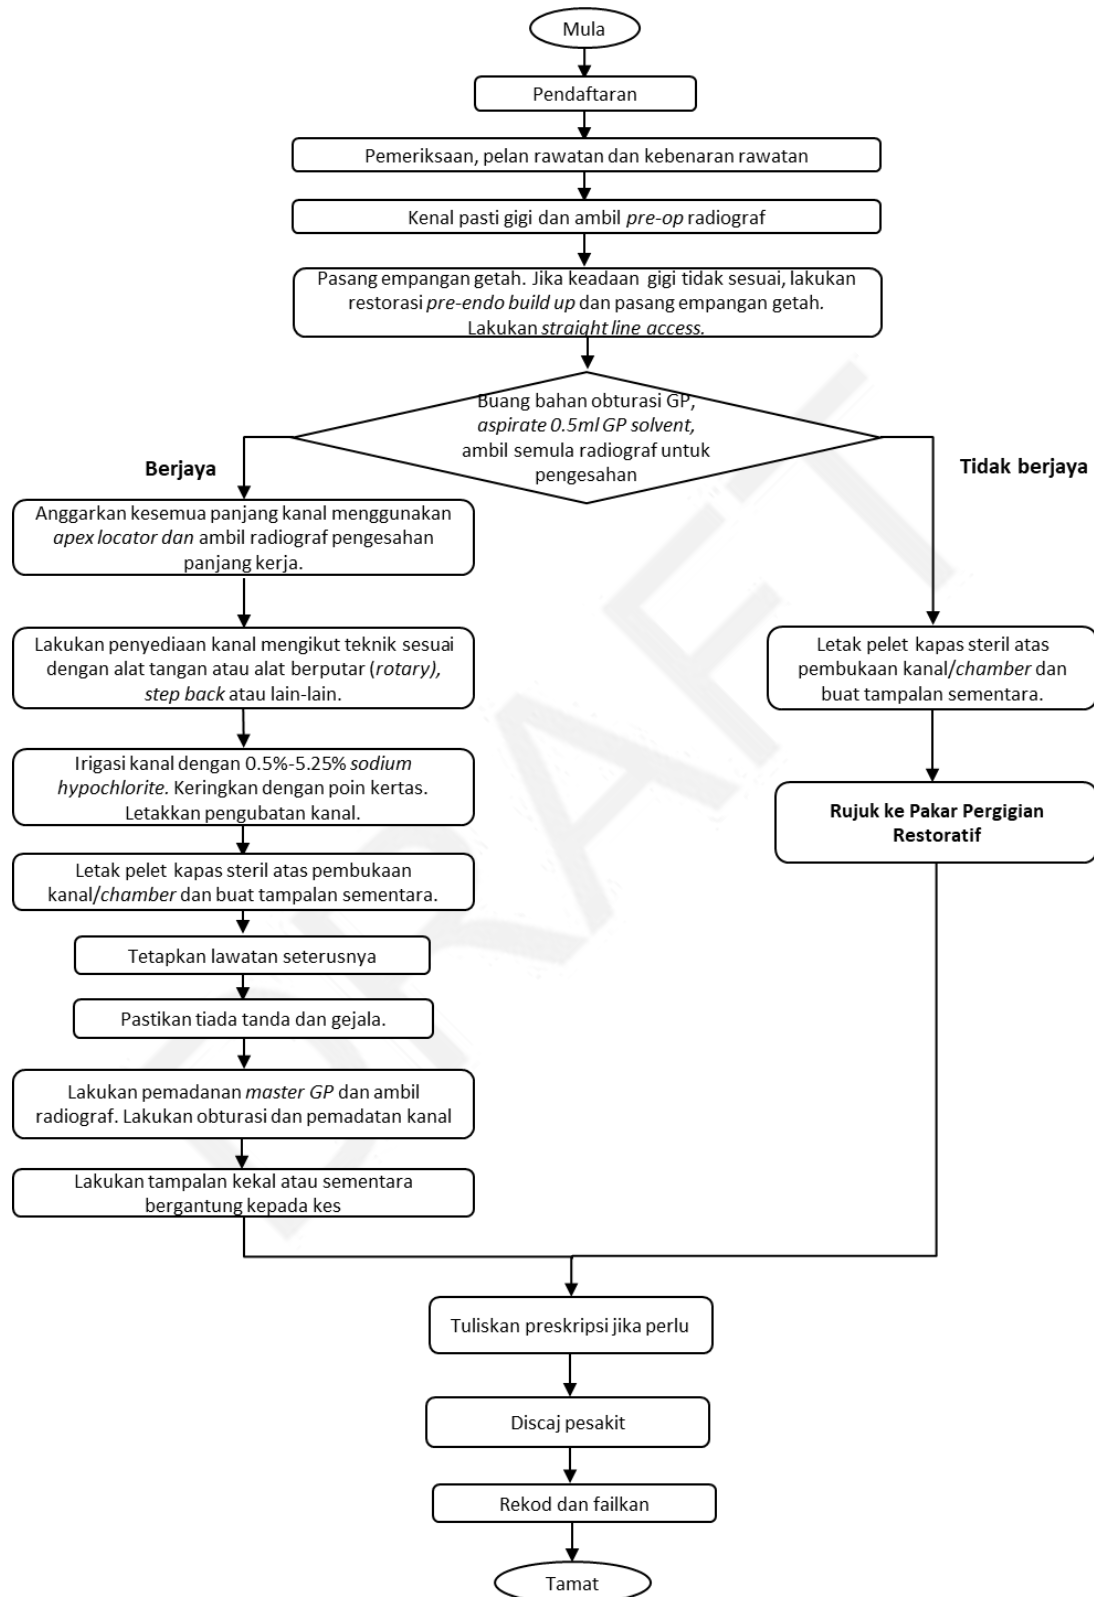 Mula
Pendaftaran
Pemeriksaan, pelan rawatan dan kebenaran rawatan
Kenal pasti gigi dan ambil pre-op radiograf
Pasang empangan getah. Jika keadaan gigi tidak sesuai, lakukan
restorasi pre-endo build up dan pasang empangan getah.
Lakukan straight line access.
Buang bahan obturasi GP,
aspirate 0.5ml GP solvent,
ambil semula radiograf untuk
pengesahan
Berjaya
Tidak berjaya
Anggarkan kesemua panjang kanal menggunakan
apex locator dan ambil radiograf pengesahan
panjang kerja.
Lakukan penyediaan kanal mengikut teknik sesuai
dengan alat tangan atau alat berputar (rotary),
step back atau lain-lain.
Irigasi kanal dengan 0.5%-5.25% sodium
hypochlorite. Keringkan dengan poin kertas.
Letakkan pengubatan kanal.
Letak pelet kapas steril atas pembukaan
kanal/chamber dan buat tampalan sementara.
Tetapkan lawatan seterusnya
Pastikan tiada tanda dan gejala.
Lakukan pemadanan master GP dan ambil
radiograf. Lakukan obturasi dan pemadatan kanal
Lakukan tampalan kekal atau sementara
bergantung kepada kes
Letak pelet kapas steril atas
pembukaan kanal/chamber dan
buat tampalan sementara.
Rujuk ke Pakar Pergigian
Restoratif
Tuliskan preskripsi jika perlu
Discaj pesakit
Rekod dan failkan
Tamat
DRAFT